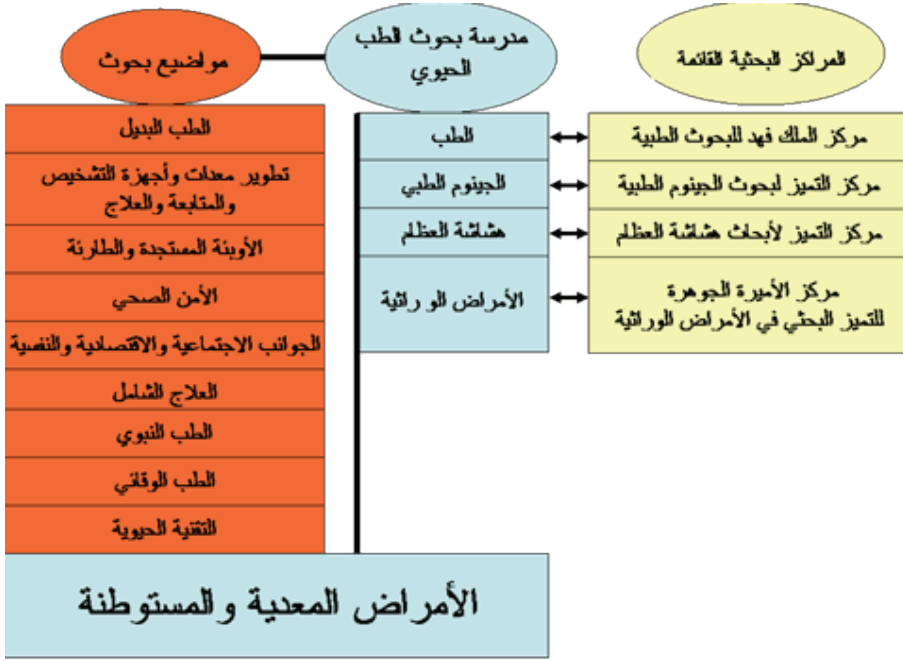 المراكز البحثية القائمة
مركز الملك فهد للبحوث الطبية
مركز التميز لبحوث الجينوم الطبية
مركز التميز لأبحاث هشاشة العظام
مركز الأميرة الجوهرة
للتميز البحثي في الأمراض الوراثية
مدرسة بحوث الطب
الحيوي
الطب
الجينوم الطبي
هشاشة العظام
الأمراض الوراثية
مواضيع بحوث
الطب البديل
تطوير معدات وأجهزة التشخيص
والمتابعة والعلاج
الأوبئة المستجدة والطارئة
الأمن الصحي
الجوانب الاجتماعية والاقتصادية والنفسية
العلاج الشامل
الطب النبوي
الطب الوقائي
التقنية الحيوية
الأمراض المعدية والمستوطنة